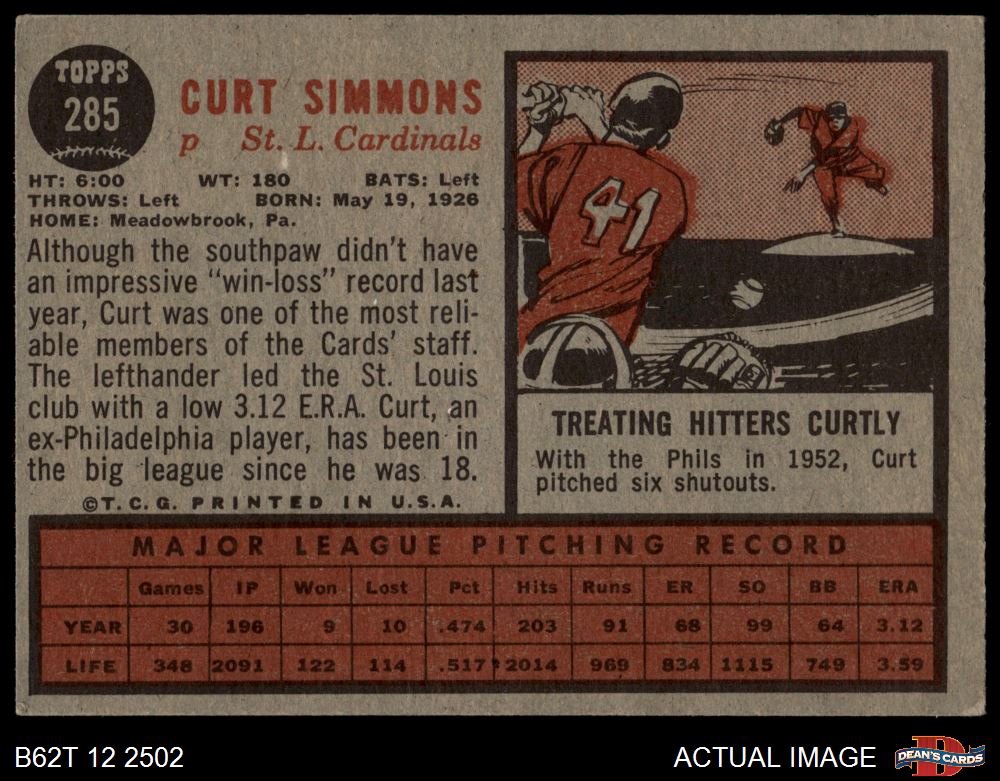 TOPPS
285
CURT SIMMONS
p St. L. Cardinals
HT: 6:00 WT: 180 BATS: Left
THROWS: Left BORN: May 19, 1926
HOME: Meadowbrook, Pa.
Although the southpaw didn't have
an impressive "win-loss" record last
year, Curt was one of the most reli-
able members of the Cards' staff.
The lefthander led the St. Louis
club with a low 3.12 E.R.A. Curt, an
ex-Philadelphia player, has been in
the big league since he was 18.
©T.C.G. PRINTED IN U.S.A.
41
TREATING HITTERS CURTLY
With the Phils in 1952, Curt
pitched six shutouts.
MAJOR LEAGUE PITCHING RECORD
Games IP Won Lost Pct Hits Runs ER SO BB ERA
YEAR 30 196 9 10 .474 203 91 68 99 64 3.12
LIFE 348 2091 122 114 .517 2014 969 834 1115 749 3.59
B62T 12 2502
ACTUAL IMAGE
D
DEAN'S CARDS